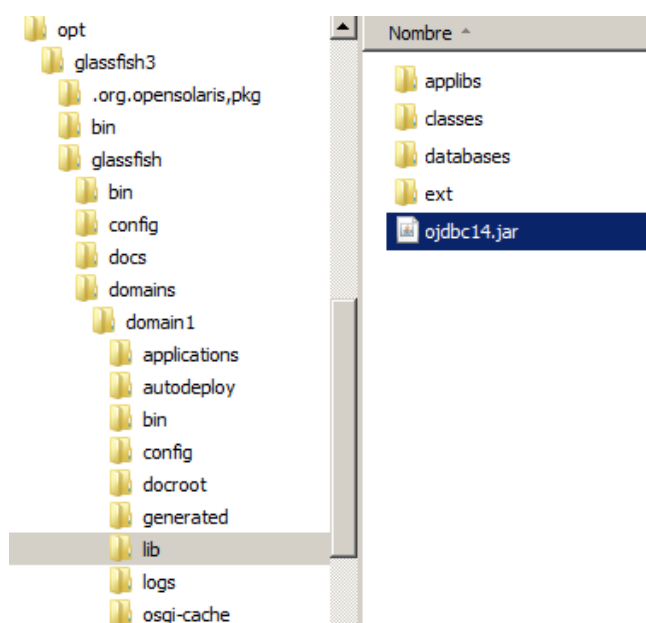 opt
glassfish3
.org.opensolaris,pkg
bin
glassfish
bin
config
docs
domains
domain1
applications
autodeploy
bin
config
docroot
generated
lib
logs
osgi-cache
Nombre
applibs
classes
databases
ext
ojdbc14.jar